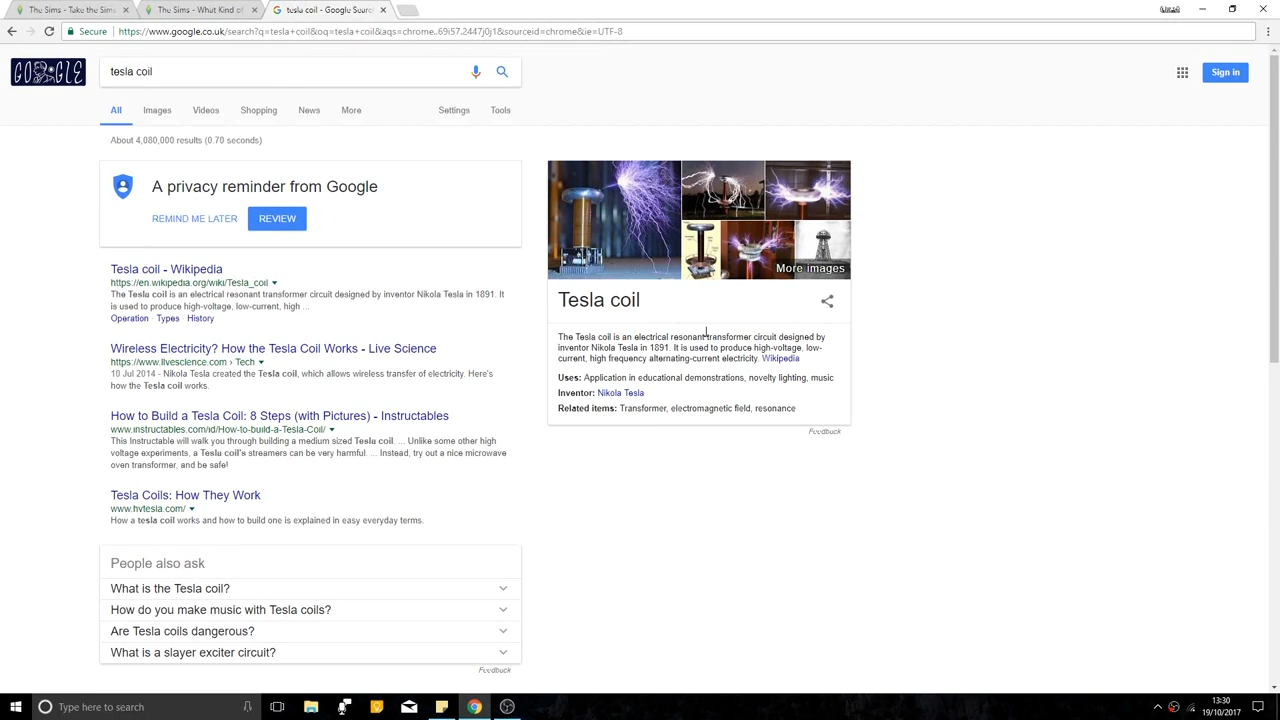 The Sims - Take the Sims
The Sims - What Kind of
tesla coil - Google Sear
Secure
https://www.google.co.uk/search?q=tesla+coil&oq=tesla+coil&aqs=chrome..69i57.2447j0j1&sourceid=chrome&ie=UTF-8
GOOGLE
tesla coil
Sign in
All
Images
Videos
Shopping
News
More
Settings
Tools
About 4,080,000 results (0.70 seconds)
A privacy reminder from Google
REMIND ME LATER
REVIEW
Tesla coil - Wikipedia
https://en.wikipedia.org/wiki/Tesla_coil
The Tesla coil is an electrical resonant transformer circuit designed by inventor Nikola Tesla in 1891. It
is used to produce high-voltage, low-current, high ...
Operation · Types · History
Wireless Electricity? How the Tesla Coil Works - Live Science
https://www.livescience.com › Tech
10 Jul 2014 - Nikola Tesla created the Tesla coil, which allows wireless transfer of electricity. Here's
how the Tesla coil works.
How to Build a Tesla Coil: 8 Steps (with Pictures) - Instructables
www.instructables.com/id/How-to-build-a-Tesla-Coil/
This Instructable will walk you through building a medium sized Tesla coil. ... Unlike some other high
voltage experiments, a Tesla coil's streamers can be very harmful. ... Instead, try out a nice microwave
oven transformer, and be safe!
Tesla Coils: How They Work
www.hvtesla.com/
How a tesla coil works and how to build one is explained in easy everyday terms.
People also ask
What is the Tesla coil?
How do you make music with Tesla coils?
Are Tesla coils dangerous?
What is a slayer exciter circuit?
Feedback
More images
Tesla coil
The Tesla coil is an electrical resonant transformer circuit designed by
inventor Nikola Tesla in 1891. It is used to produce high-voltage, low-
current, high frequency alternating-current electricity. Wikipedia
Uses: Application in educational demonstrations, novelty lighting, music
Inventor: Nikola Tesla
Related items: Transformer, electromagnetic field, resonance
Feedback
Type here to search
13:30
19/10/2017